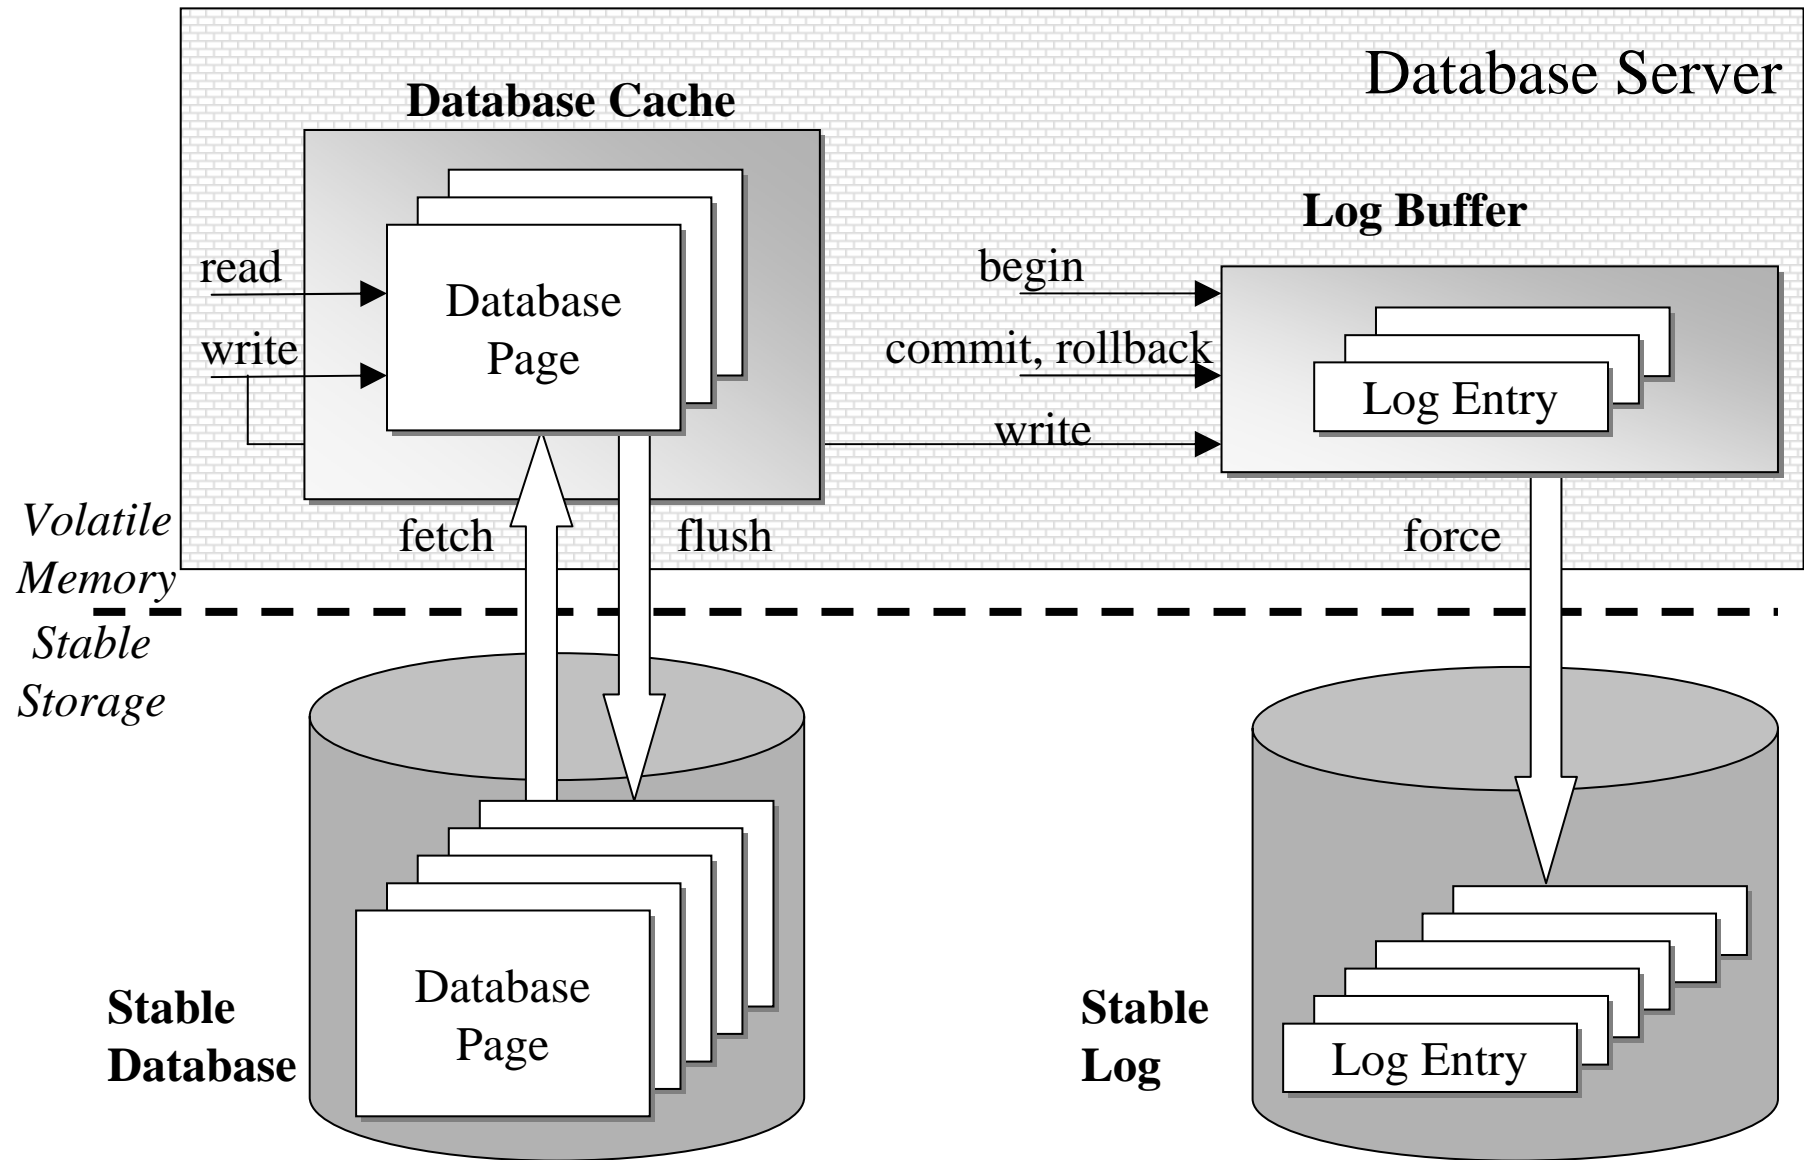 Database Server
Database Cache
Log Buffer
read
write
Database
Page
begin
commit, rollback
write
Log Entry
Volatile
Memory
fetch
flush
force
Stable
Storage
Stable
Database
Database
Page
Stable
Log
Log Entry